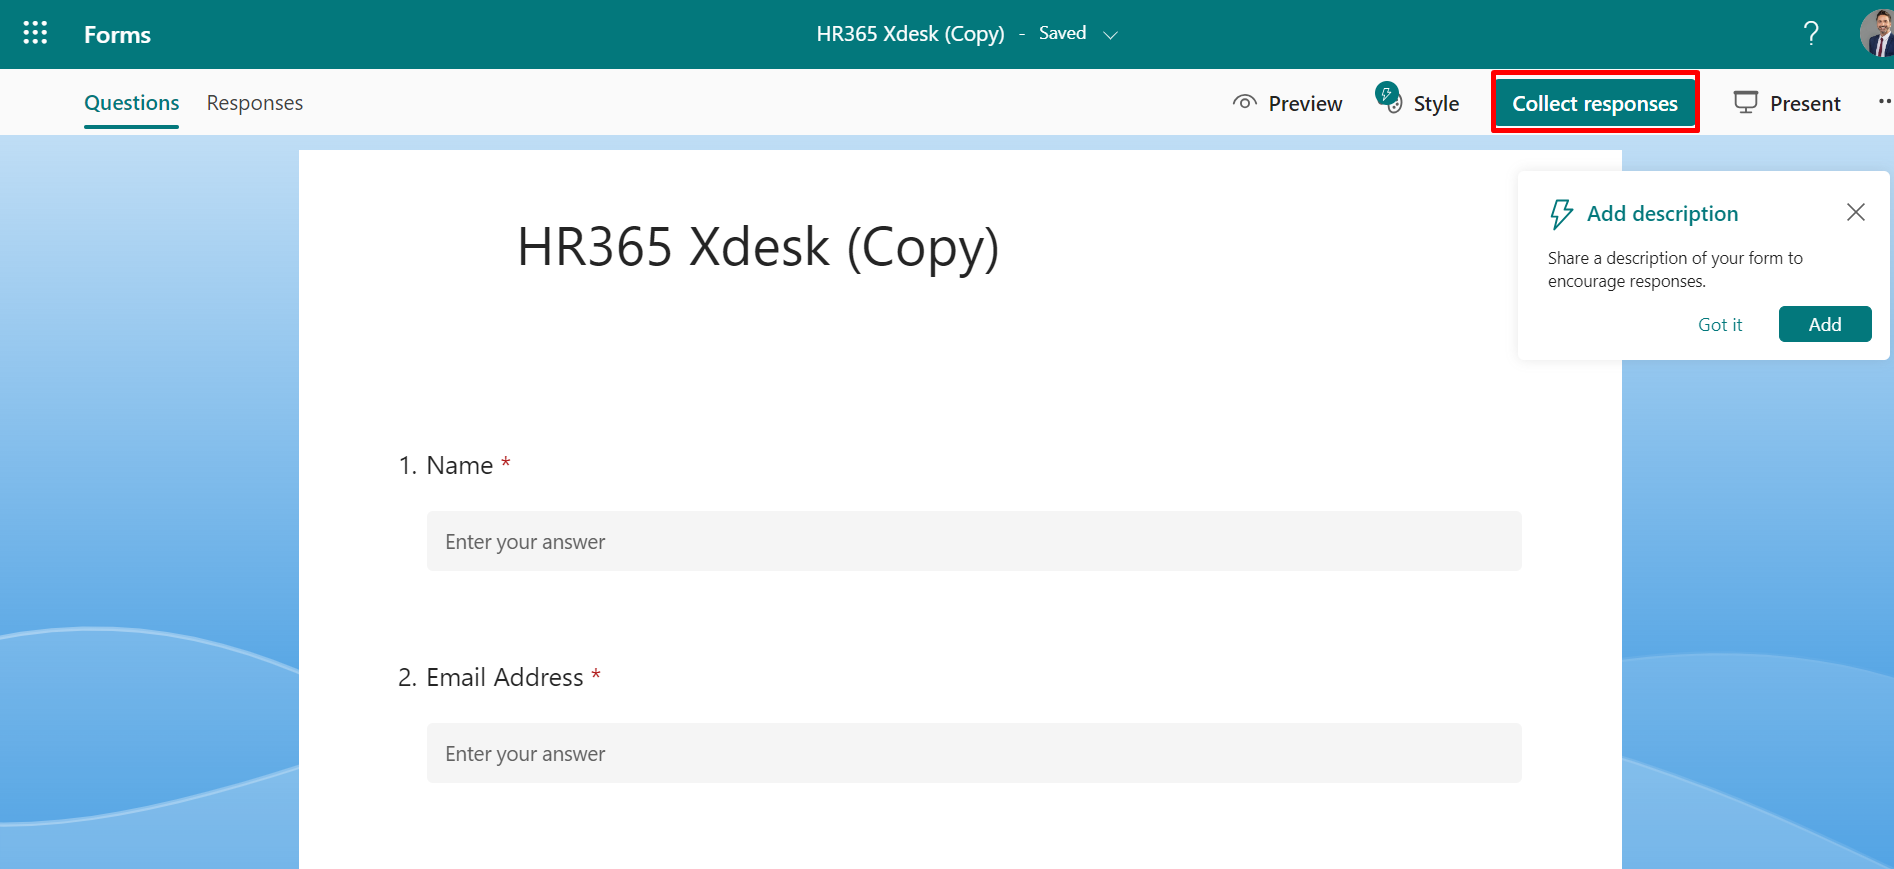 Forms
HR365 Xdesk (Copy) - Saved
?
Questions
Responses
Preview
Style
Collect responses
Present
Add description
Share a description of your form to
encourage responses.
Got it
Add
HR365 Xdesk (Copy)
1. Name *
Enter your answer
2. Email Address *
Enter your answer